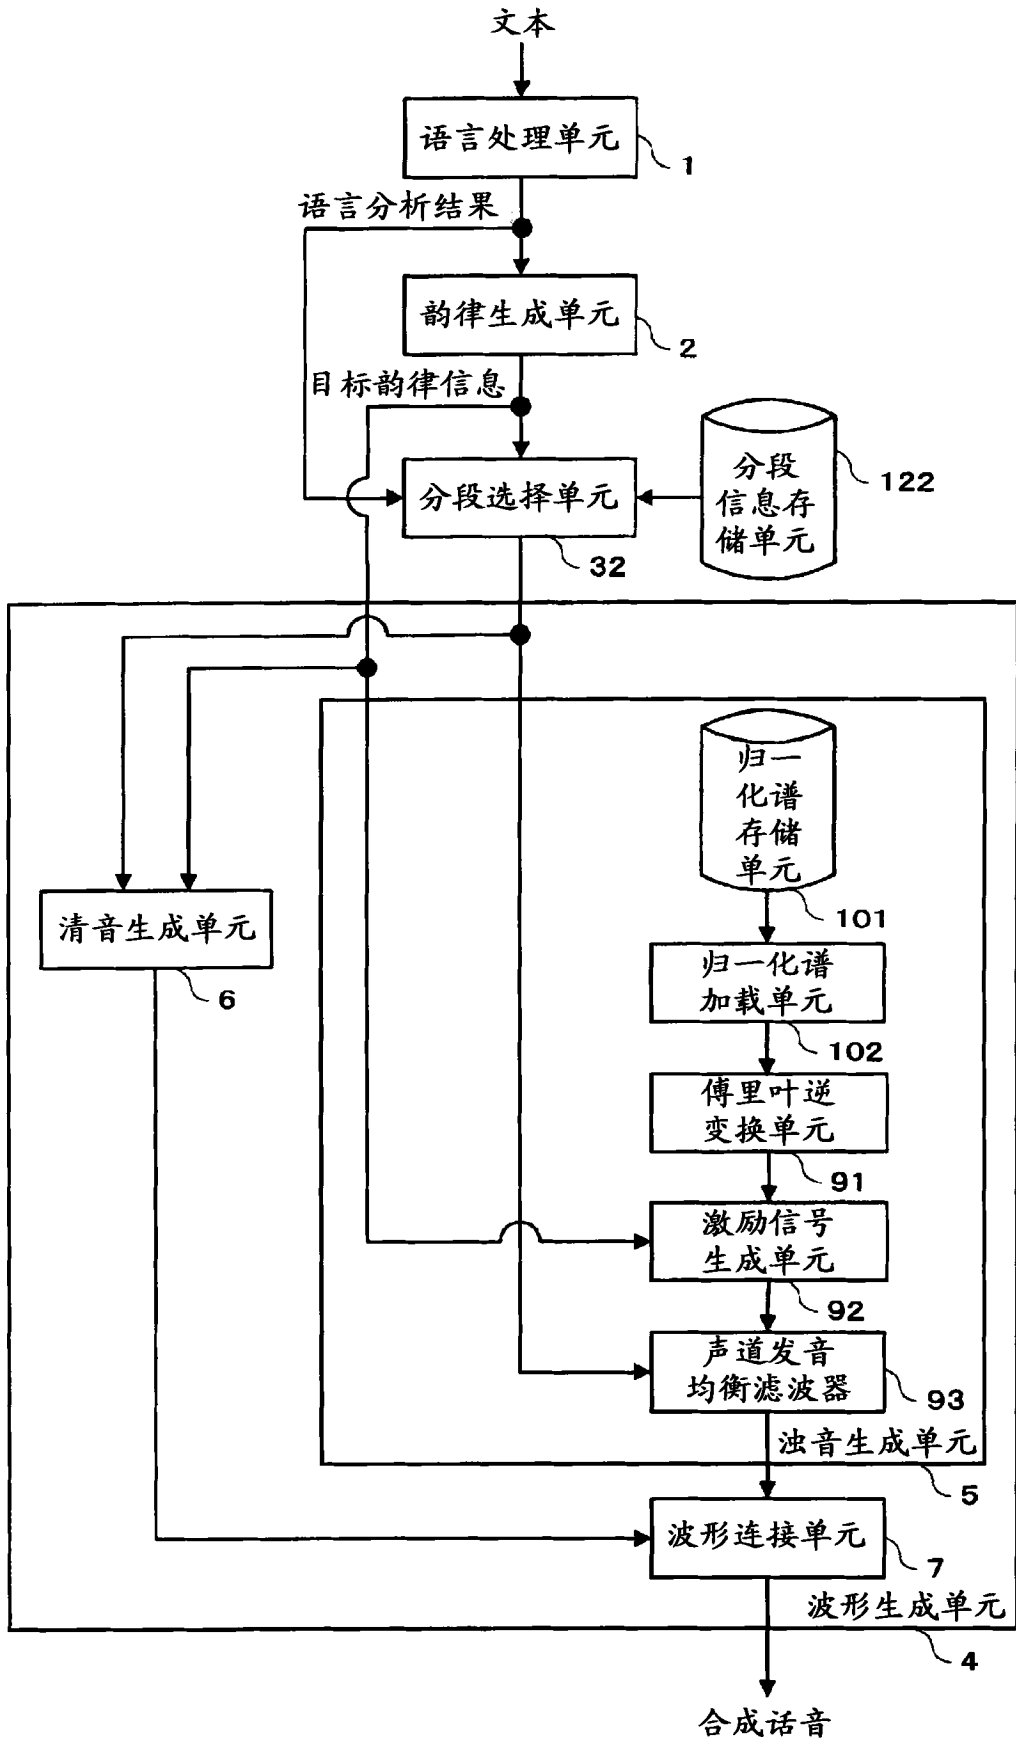 文本
语言处理单元
1
语言分析结果
韵律生成单元
2
目标韵律信息
分段
信息存
储单元
122
分段选择单元
32
归一
化谱
存储
单元
101
清音生成单元
6
归一化谱
加载单元
102
傅里叶逆
变换单元
91
激励信号
生成单元
92
声道发音
均衡滤波器
93
浊音生成单元
5
波形连接单元
7
波形生成单元
4
合成话音